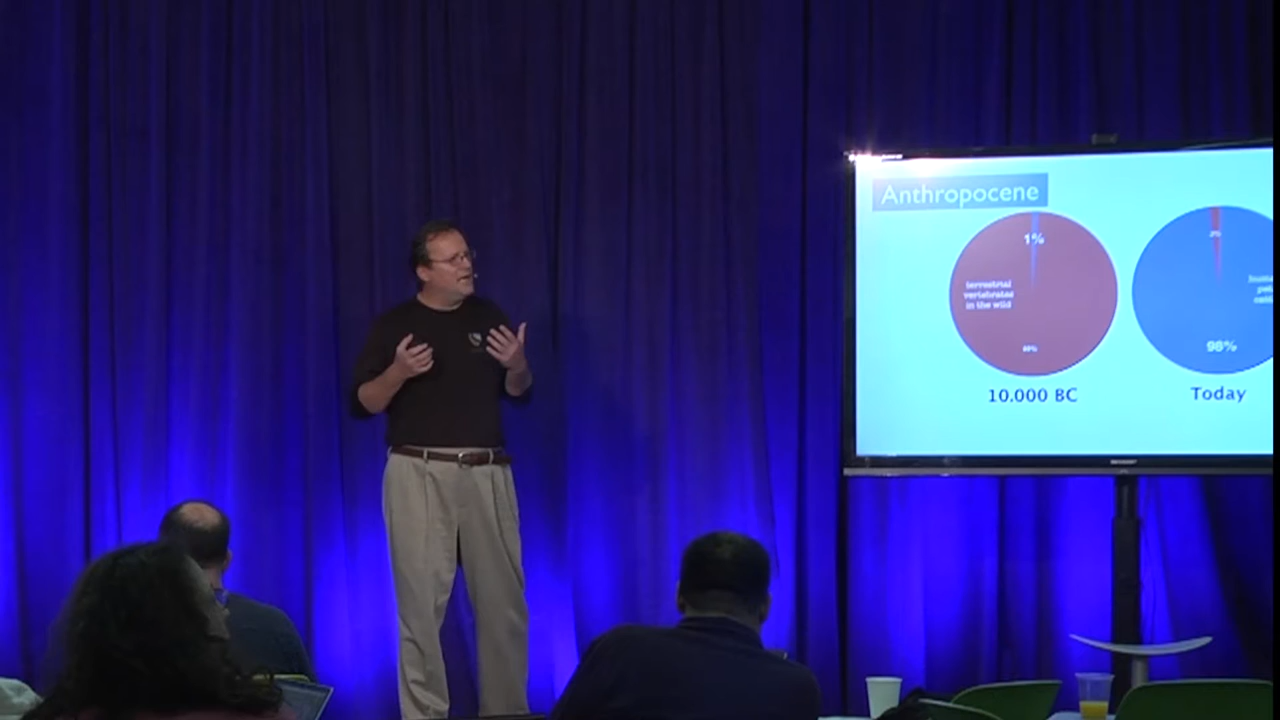 Anthropocene
1%
terrestrial
vertebrates
in the wild
10,000 BC
98%
Today